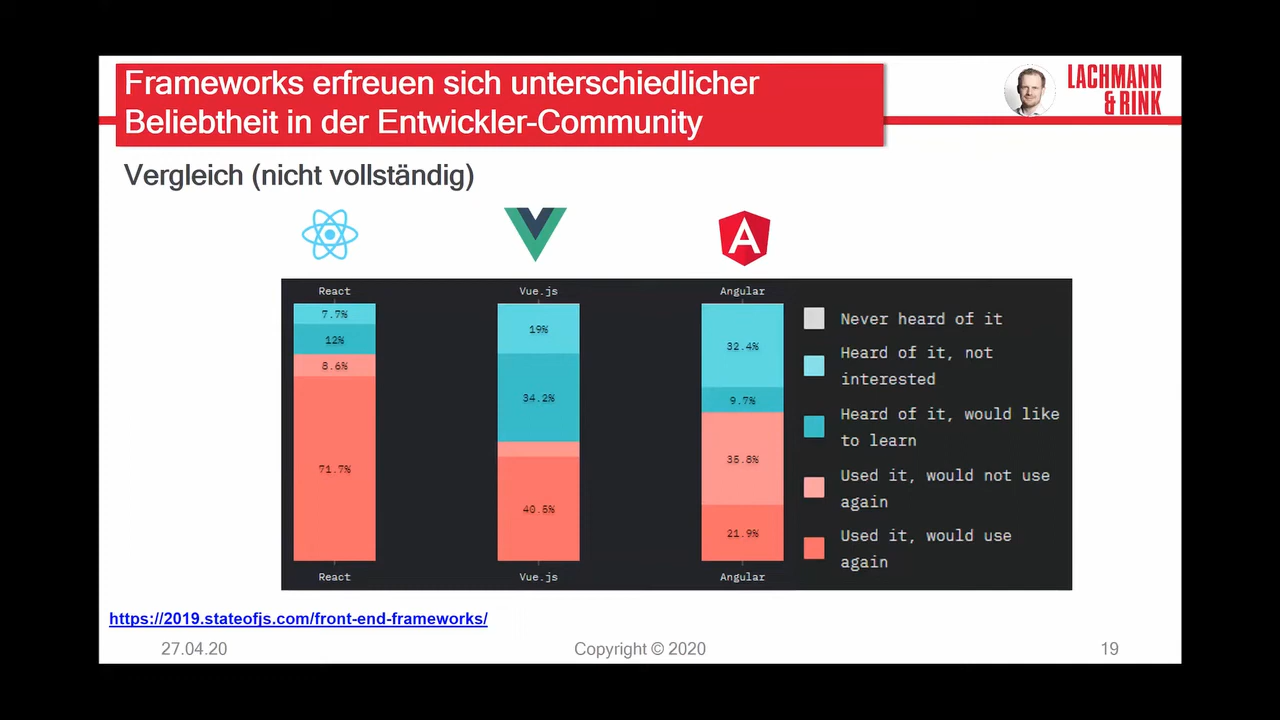 Frameworks erfreuen sich unterschiedlicher
Beliebtheit in der Entwickler-Community
LACHMANN
& RINK
Vergleich (nicht vollständig)
React
Vue.js
Angular
7.7%
12%
8.6%
71.7%
19%
34.2%
40.5%
32.4%
9.7%
35.8%
21.9%
React
Vue.js
Angular
Never heard of it
Heard of it, not
interested
Heard of it, would like
to learn
Used it, would not use
again
Used it, would use
again
https://2019.stateofjs.com/front-end-frameworks/
27.04.20
Copyright © 2020
19